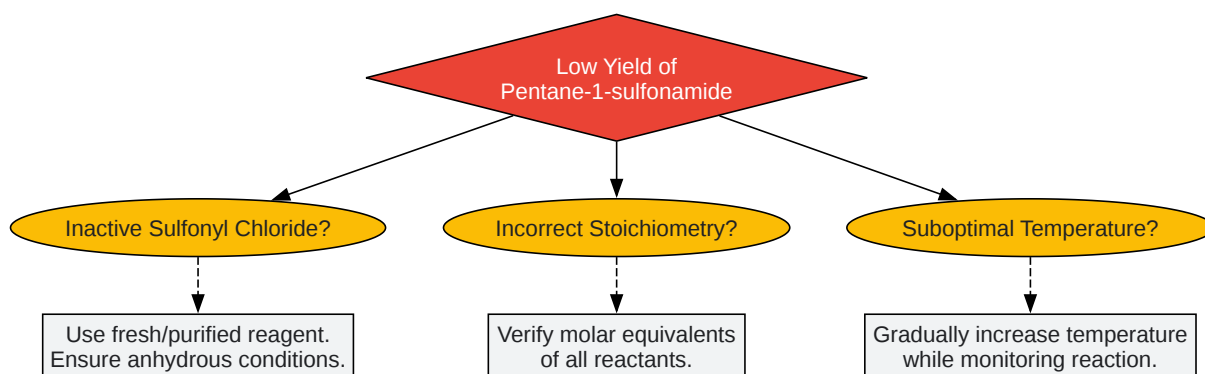 Low Yield of
Pentane-1-sulfonamide
Inactive Sulfonyl Chloride?
Incorrect Stoichiometry?
Suboptimal Temperature?
Use fresh/purified reagent.
Ensure anhydrous conditions.
Verify molar equivalents
of all reactants.
Gradually increase temperature
while monitoring reaction.